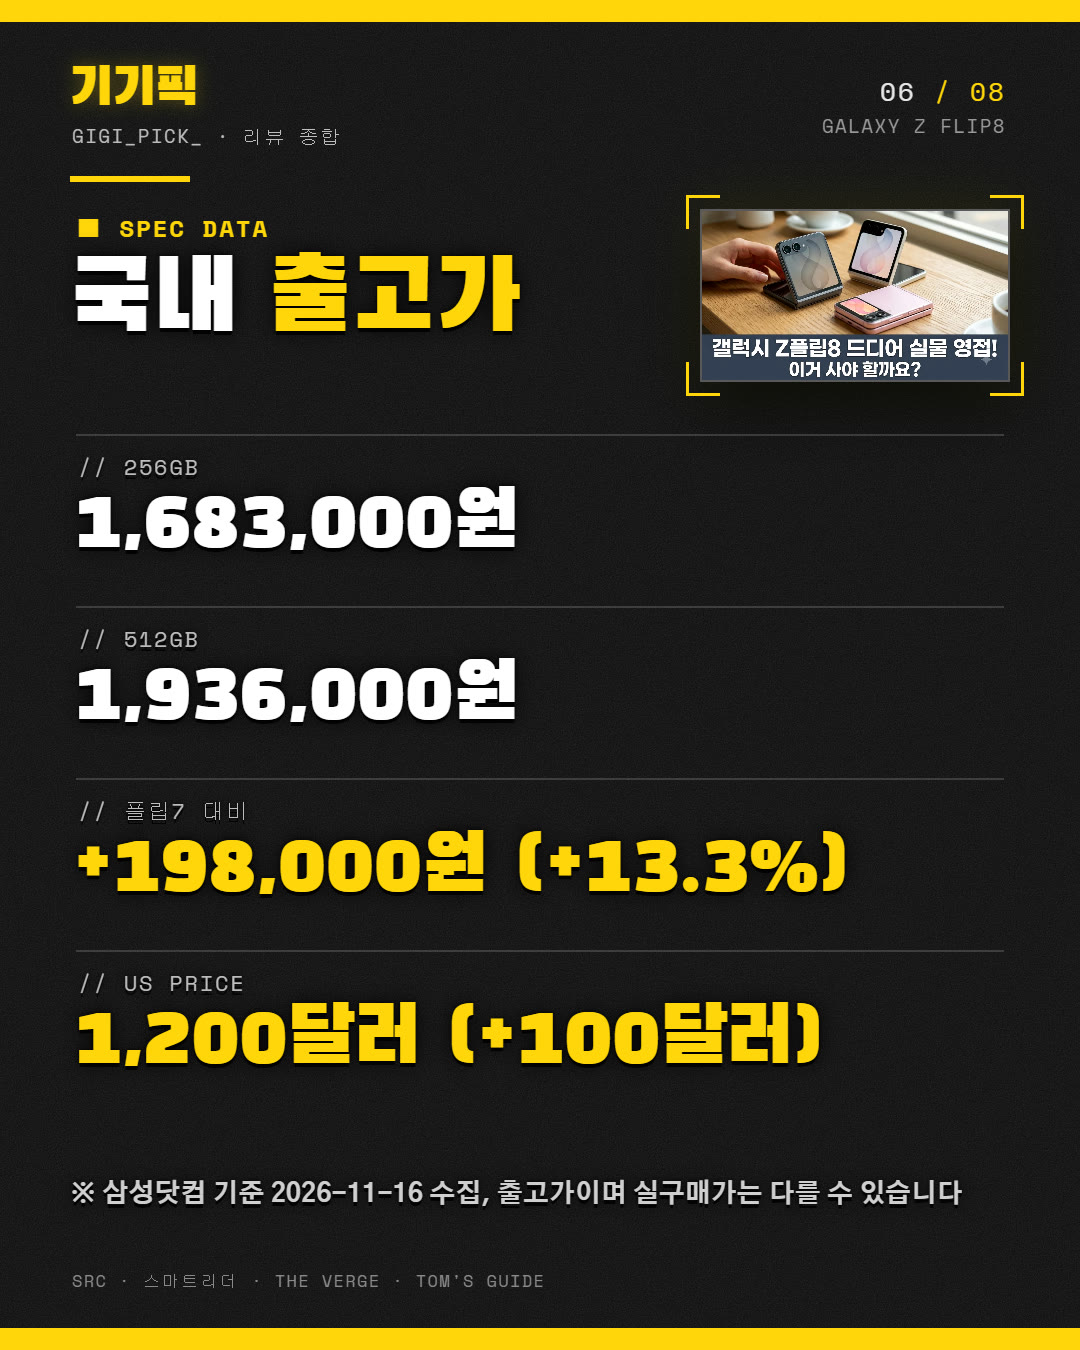 기기픽
GIGI_PICK_ · 리뷰 종합
06 / 08
GALAXY Z FLIP8
■ SPEC DATA
국내 출고가
갤럭시 Z플립8 드디어 실물 영접!
이거 사야 할까요?
// 256GB
1,683,000원
// 512GB
1,936,000원
// 플립7 대비
+198,000원 (+13.3%)
// US PRICE
1,200달러 (+100달러)
※ 삼성닷컴 기준 2026-11-16 수집, 출고가이며 실구매가는 다를 수 있습니다
SRC · 스마트리더 · THE VERGE · TOM'S GUIDE